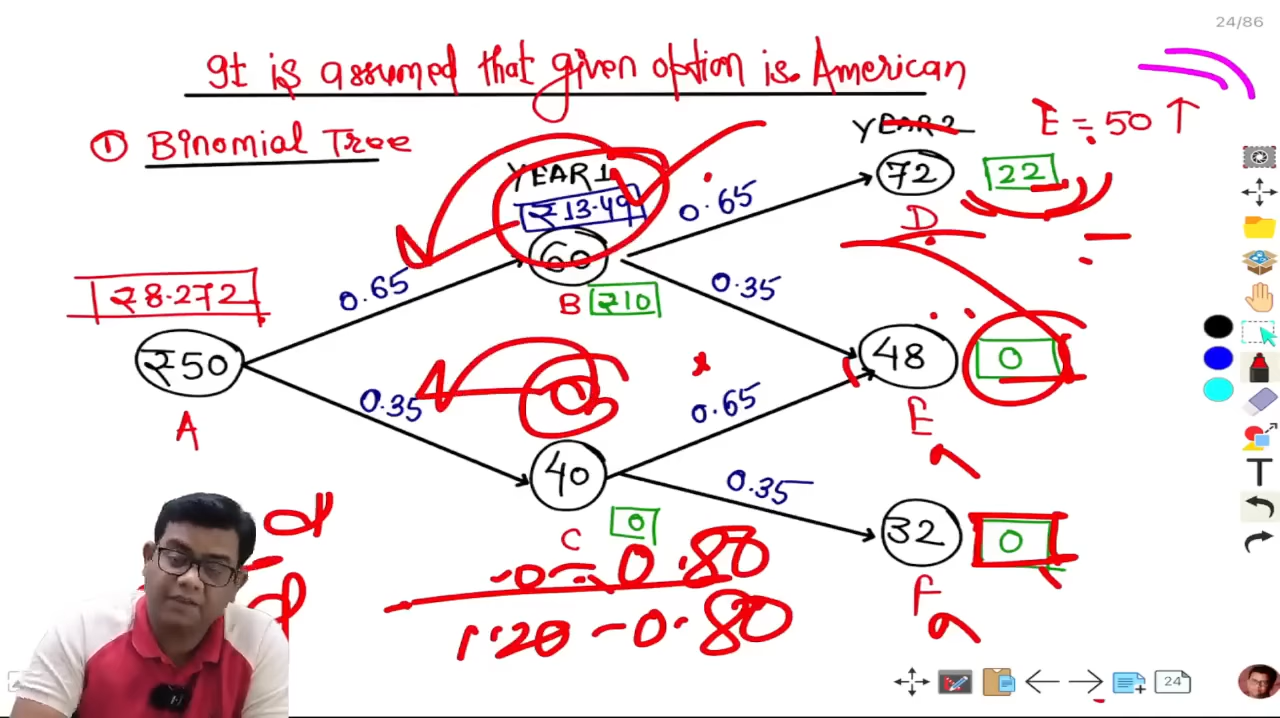 24/86
It is assumed that given option is American
① Binomial Tree
YEAR 1
YEAR 2
E = 50 ↑
₹13.49
72
22
D
0.65
60
B
₹10
0.65
0.35
₹8.272
₹50
A
0
48
0
E
0.35
0.65
40
0.35
C
0
32
0
F
0.80
1.20 - 0.80
T
24